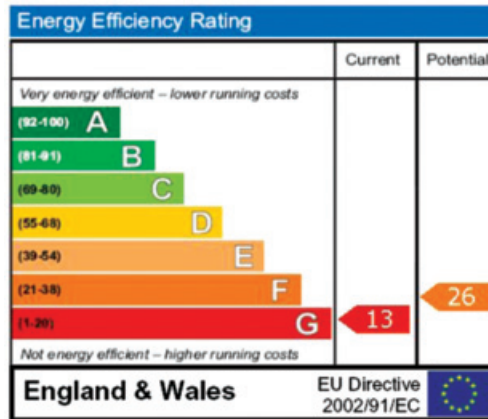 Energy Efficiency Rating
Current Potential
Very energy efficient – lower running costs
(92-100) A
(81-91) B
(69-80) C
(55-68) D
(39-54) E
(21-38) F 26
(1-20) G 13
Not energy efficient – higher running costs
England & Wales
EU Directive
2002/91/EC